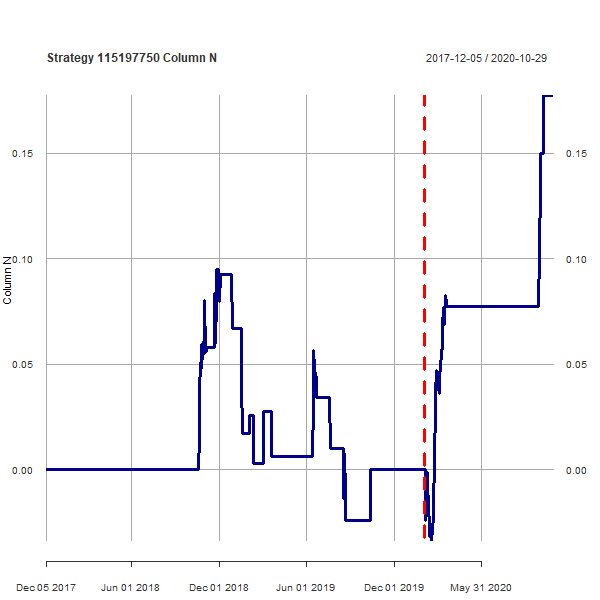 Strategy 115197750 Column N
2017-12-05 / 2020-10-29
Column N
0.15
0.15
0.10
0.10
0.05
0.05
0.00
0.00
Dec 05 2017
Jun 01 2018
Dec 01 2018
Jun 01 2019
Dec 01 2019
May 31 2020